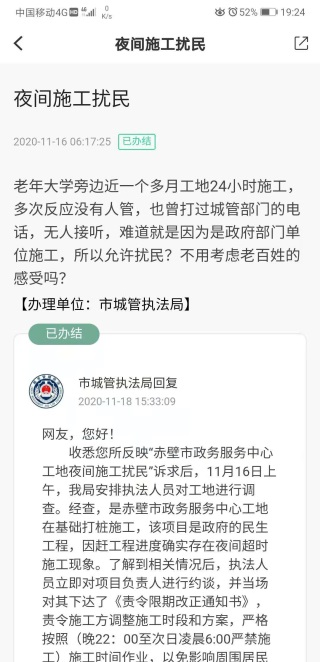 中国移动4G HD 4G 0 K/s 52% 19:24
夜间施工扰民
夜间施工扰民
2020-11-16 06:17:25 已办结
老年大学旁边近一个多月工地24小时施工，
多次反应没有人管，也曾打过城管部门的电
话，无人接听，难道就是因为是政府部门单
位施工，所以允许扰民？不用考虑老百姓的
感受吗？
【办理单位：市城管执法局】
已办结
市城管执法局回复
2020-11-18 15:33:09
网友，您好！
收悉您所反映“赤壁市政务服务中心
工地夜间施工扰民”诉求后，11月16日上
午，我局安排执法人员对工地进行调
查。经查，是赤壁市政务服务中心工地
在基础打桩施工，该项目是政府的民生
工程，因赶工程进度确实存在夜间超时
施工现象。了解到相关情况后，执法人
员立即对项目负责人进行约谈，并当场
对其下达了《责令限期改正通知书》，
责令施工方调整施工时段和方案，严格
按照（晚22：00至次日凌晨6:00严禁施
工）施工时间作业，以免影响周围居民